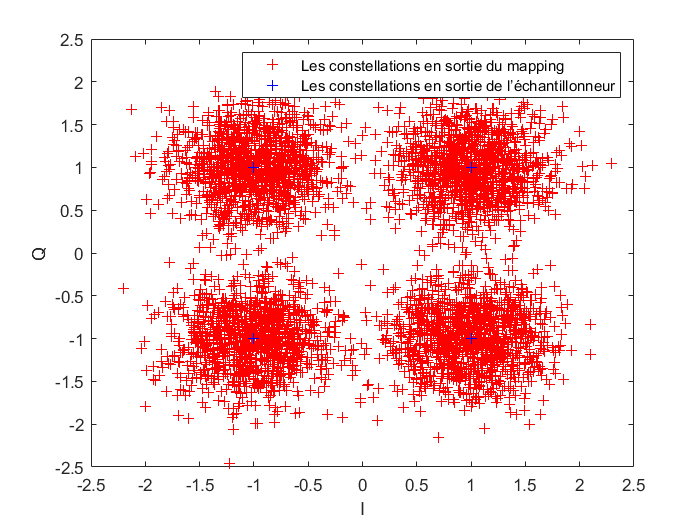 2.5
2
1.5
1
0.5
0
-0.5
-1
-1.5
-2
-2.5
Q
Les constellations en sortie du mapping
Les constellations en sortie de l'échantillonneur
-2.5 -2 -1.5 -1 -0.5 0 0.5 1 1.5 2 2.5
I